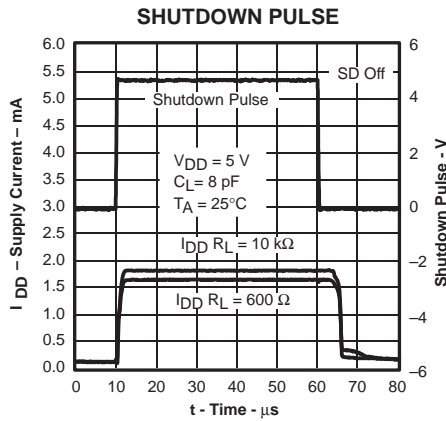 SHUTDOWN PULSE
6.0
5.5
5.0
4.5
4.0
3.5
3.0
2.5
2.0
1.5
1.0
0.5
0.0
I DD – Supply Current – mA
6
4
2
0
–2
–4
–6
Shutdown Pulse - V
SD Off
Shutdown Pulse
VDD = 5 V
CL= 8 pF
TA = 25°C
IDD RL = 10 kΩ
IDD RL = 600 Ω
0 10 20 30 40 50 60 70 80
t - Time - μs